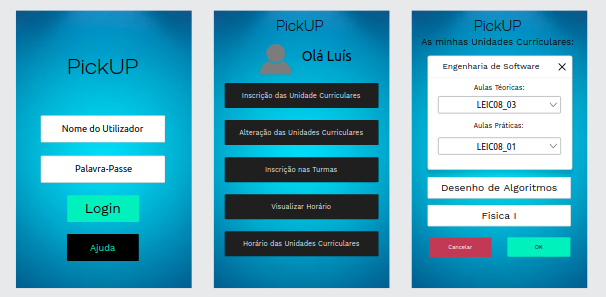 PickUP
Nome do Utilizador
Palavra-Passe
Login
Ajuda
PickUP
Olá Luís
Inscrição das Unidade Curriculares
Alteração das Unidades Curriculares
Inscrição nas Turmas
Visualizar Horário
Horário das Unidades Curriculares
PickUP
As minhas Unidades Curriculares:
Engenharia de Software
Aulas Téoricas:
LEIC08_03
Aulas Práticas:
LEIC08_01
Desenho de Algoritmos
Física I
Cancelar
OK